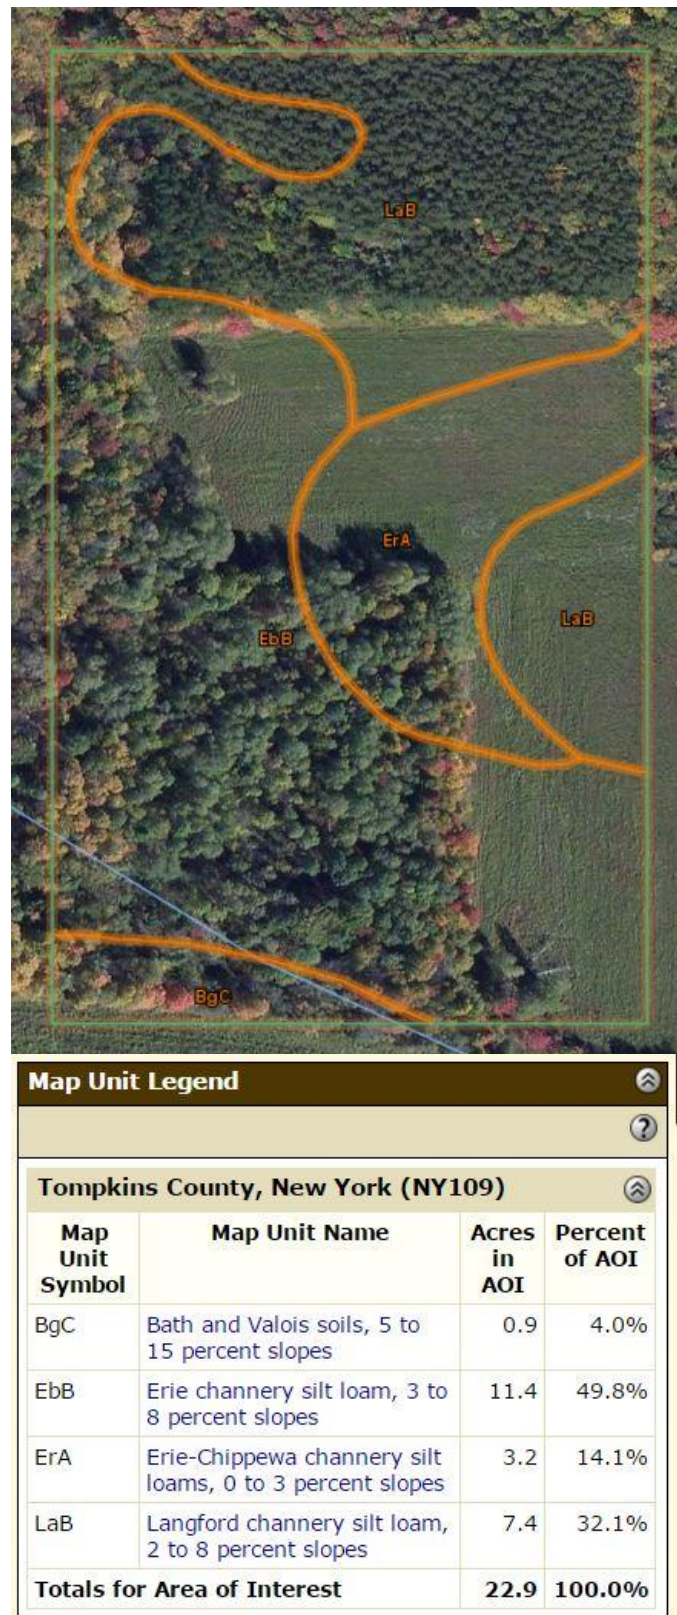 LaB
ErA
LaB
EbB
BgC
Map Unit Legend
?
Tompkins County, New York (NY109)
Map Unit Symbol Map Unit Name Acres in AOI Percent of AOI
BgC Bath and Valois soils, 5 to 15 percent slopes 0.9 4.0%
EbB Erie channery silt loam, 3 to 8 percent slopes 11.4 49.8%
ErA Erie-Chippewa channery silt loams, 0 to 3 percent slopes 3.2 14.1%
LaB Langford channery silt loam, 2 to 8 percent slopes 7.4 32.1%
Totals for Area of Interest 22.9 100.0%